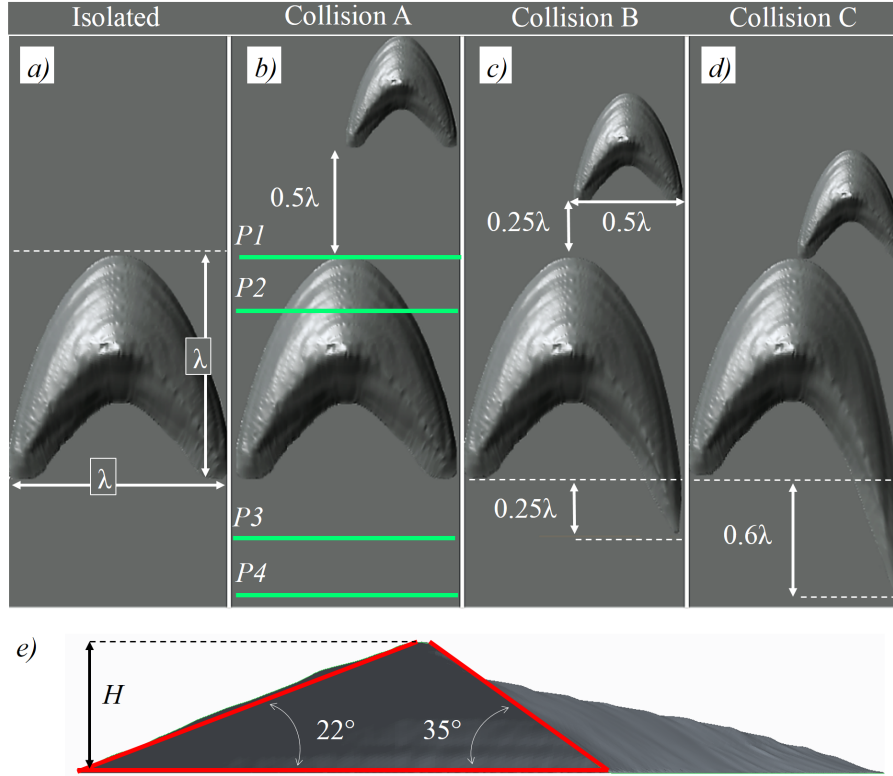 Isolated
Collision A
Collision B
Collision C
a)
b)
c)
d)
0.5λ
0.25λ
0.5λ
P1
P2
λ
λ
P3
0.25λ
0.6λ
P4
e)
H
22°
35°